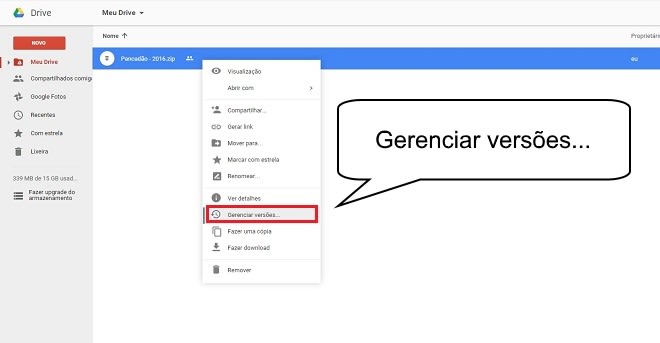 Drive
Meu Drive
NOVO
Nome
Proprietário
Meu Drive
Pancadão - 2016.zip
eu
Compartilhados comigo
Google Fotos
Recentes
Com estrela
Lixeira
339 MB de 15 GB usad...
Fazer upgrade do
armazenamento
Visualização
Abrir com
Compartilhar...
Gerar link
Mover para...
Marcar com estrela
Renomear...
Ver detalhes
Gerenciar versões...
Fazer uma cópia
Fazer download
Remover
Gerenciar versões...